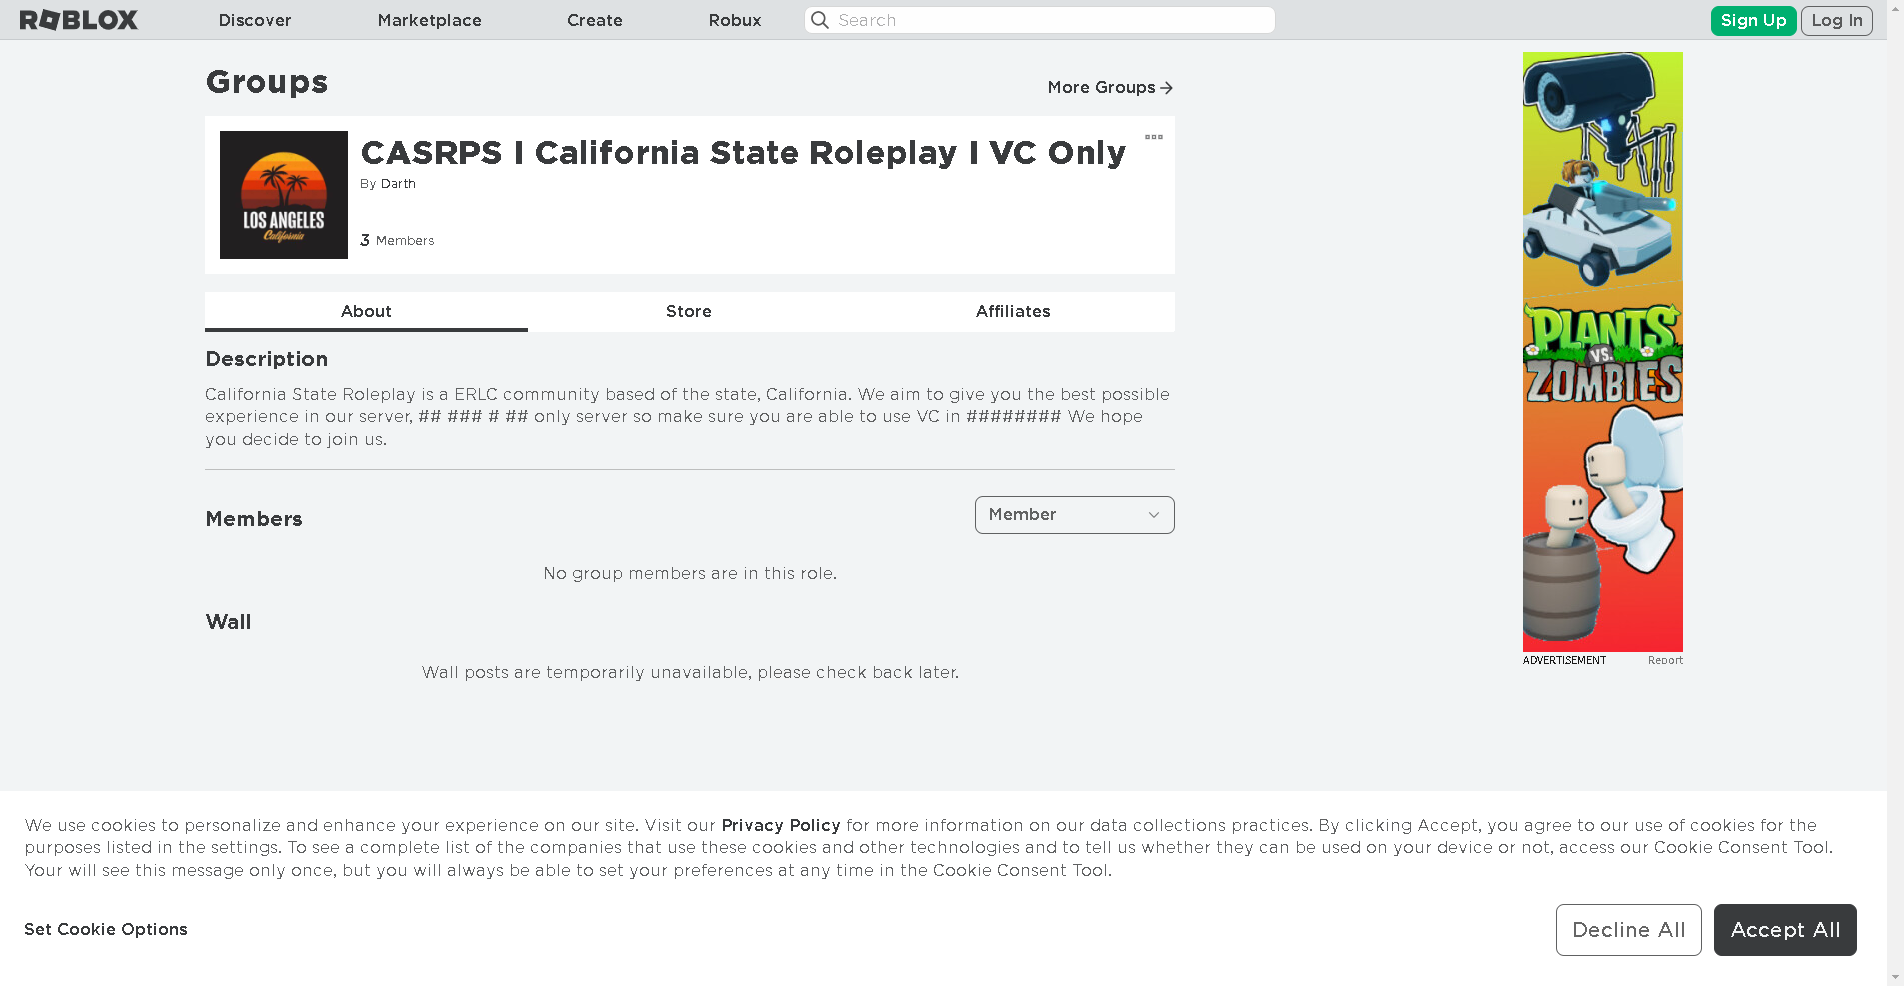 ROBLOX
Discover
Marketplace
Create
Robux
Search
Sign Up
Log In
Groups
More Groups
CASRPS I California State Roleplay I VC Only
By Darth
3 Members
LOS ANGELES
California
About
Store
Affiliates
Description
California State Roleplay is a ERLC community based of the state, California. We aim to give you the best possible
experience in our server, ## ### # ## only server so make sure you are able to use VC in ######## We hope
you decide to join us.
Members
Member
No group members are in this role.
Wall
Wall posts are temporarily unavailable, please check back later.
PLANTS
VS.
ZOMBIES
ADVERTISEMENT
Report
We use cookies to personalize and enhance your experience on our site. Visit our Privacy Policy for more information on our data collections practices. By clicking Accept, you agree to our use of cookies for the
purposes listed in the settings. To see a complete list of the companies that use these cookies and other technologies and to tell us whether they can be used on your device or not, access our Cookie Consent Tool.
Your will see this message only once, but you will always be able to set your preferences at any time in the Cookie Consent Tool.
Set Cookie Options
Decline All
Accept All